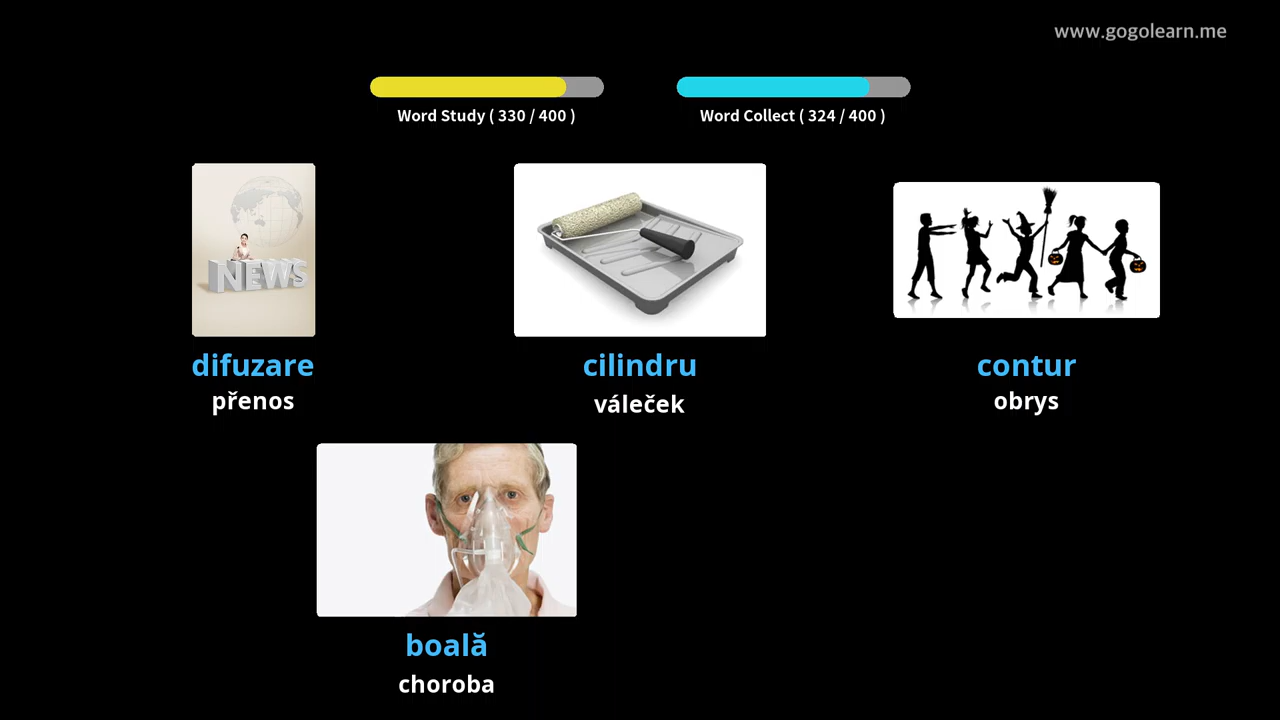 www.gogolearn.me
Word Study ( 330 / 400 )
Word Collect ( 324 / 400 )
NEWS
difuzare
přenos
cilindru
váleček
contur
obrys
boală
choroba